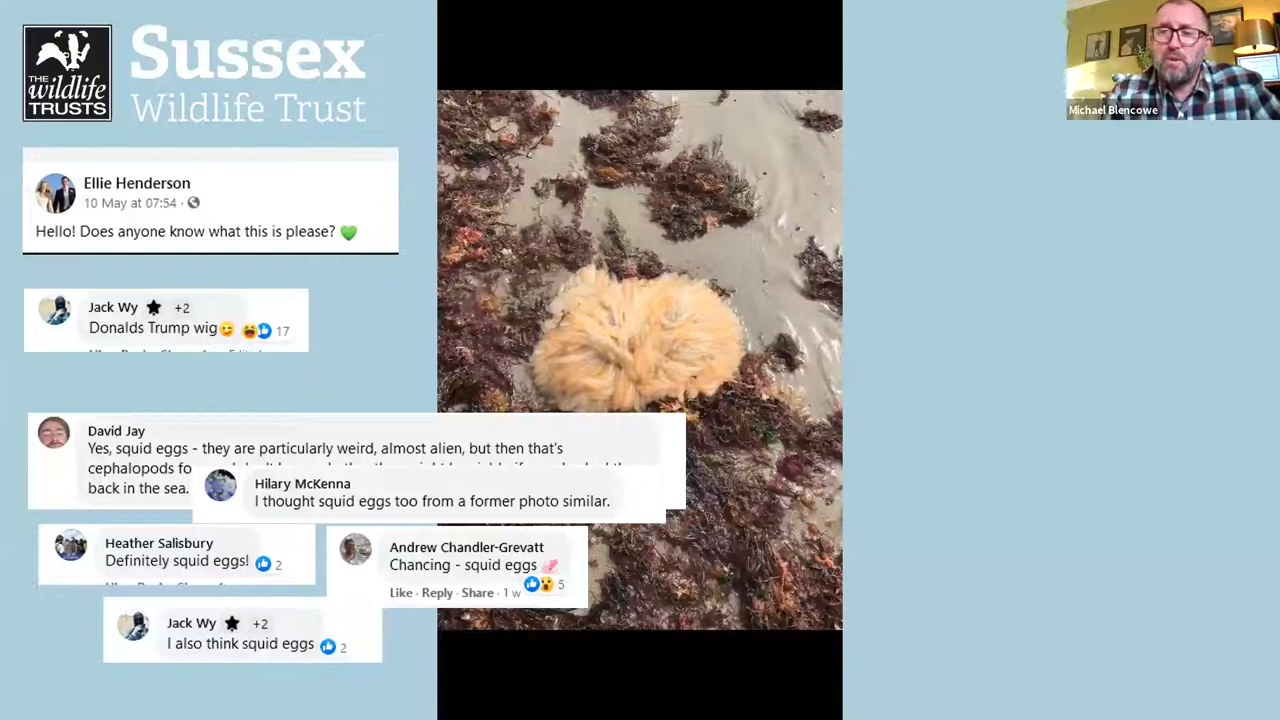 THE
wildlife
TRUSTS
Sussex
Wildlife Trust
Michael Blencowe
Ellie Henderson
10 May at 07:54 ·
Hello! Does anyone know what this is please? 💚
Jack Wy +2
Donalds Trump wig😜 17
David Jay
Yes, squid eggs - they are particularly weird, almost alien, but then that's
cephalopods fo
back in the sea.
Hilary McKenna
I thought squid eggs too from a former photo similar.
Heather Salisbury
Definitely squid eggs! 2
Andrew Chandler-Grevatt
Chancing - squid eggs 🦑
Like · Reply · Share · 1 w 5
Jack Wy +2
I also think squid eggs 2